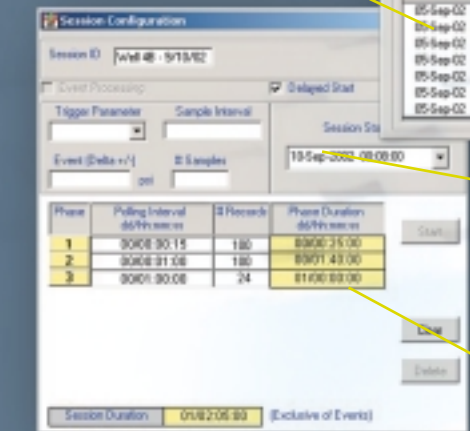 Session Configuration
Session ID Well 4B - 9/10/02
Event Processing
Delayed Start
Trigger Parameter Sample Interval
Event (Delta +/-) # Samples
psi
10-Sep-2002 08:08:00
05-Sep-02
05-Sep-02
05-Sep-02
05-Sep-02
05-Sep-02
05-Sep-02
05-Sep-02
Phase Polling Interval # Records Phase Duration
dd/hh:mm:ss dd/hh:mm:ss
1 00/00:00:15 100 00/00:25:00
2 00/00:01:00 100 00/01:40:00
3 00/01:00:00 24 01/00:00:00
Start
Clear
Delete
Session Duration 01/02:05:00 (Exclusive of Events)